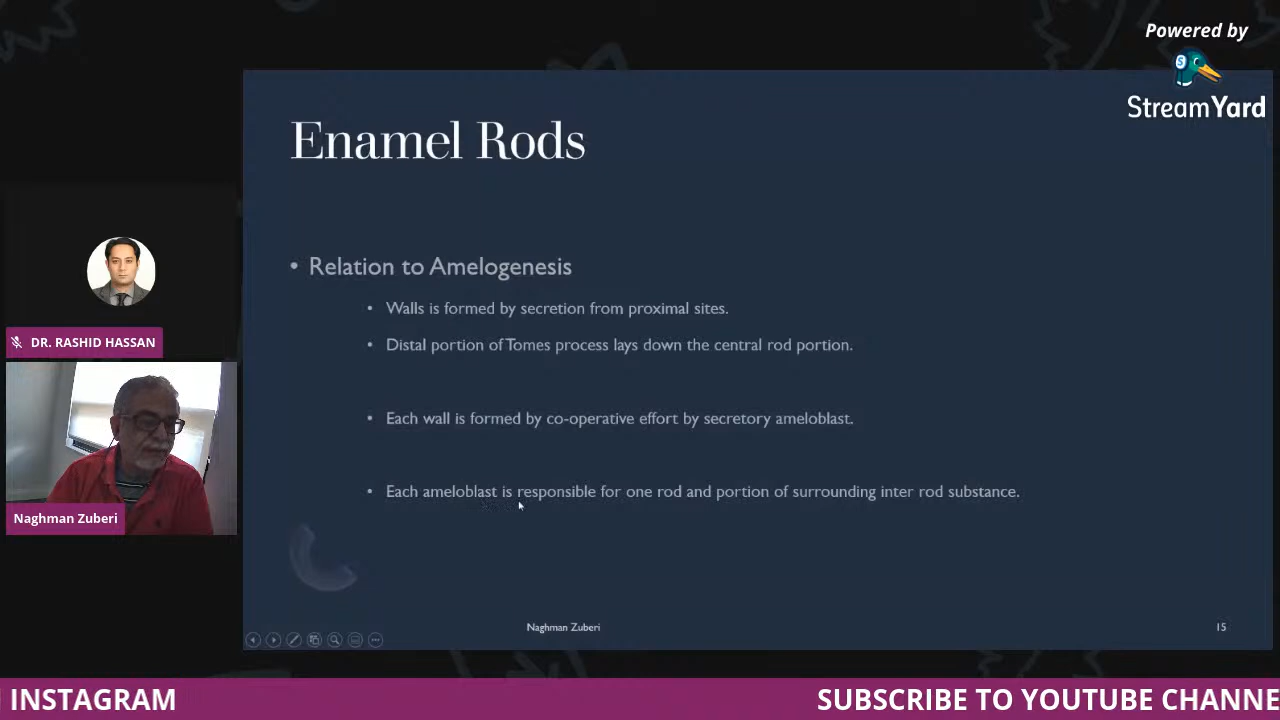 Powered by
StreamYard
Enamel Rods
• Relation to Amelogenesis
• Walls is formed by secretion from proximal sites.
• Distal portion of Tomes process lays down the central rod portion.
• Each wall is formed by co-operative effort by secretory ameloblast.
• Each ameloblast is responsible for one rod and portion of surrounding inter rod substance.
DR. RASHID HASSAN
Naghman Zuberi
Naghman Zuberi
15
INSTAGRAM
SUBSCRIBE TO YOUTUBE CHANNE